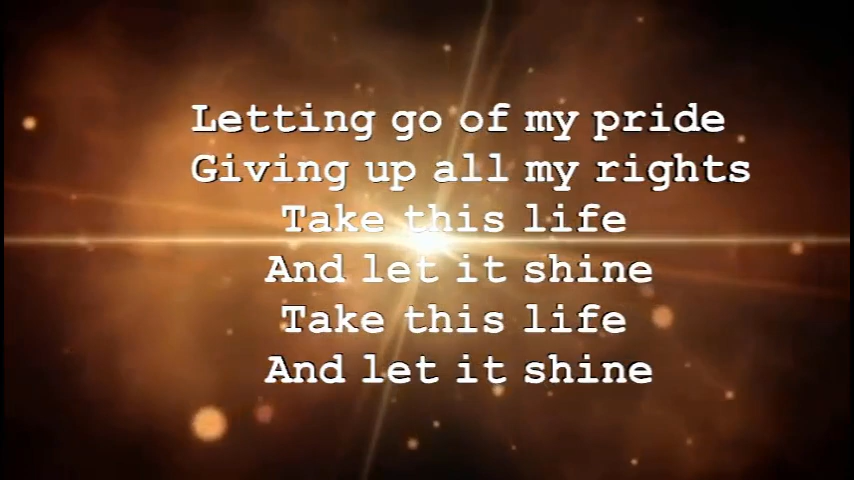 Letting go of my pride
Giving up all my rights
Take this life
And let it shine
Take this life
And let it shine